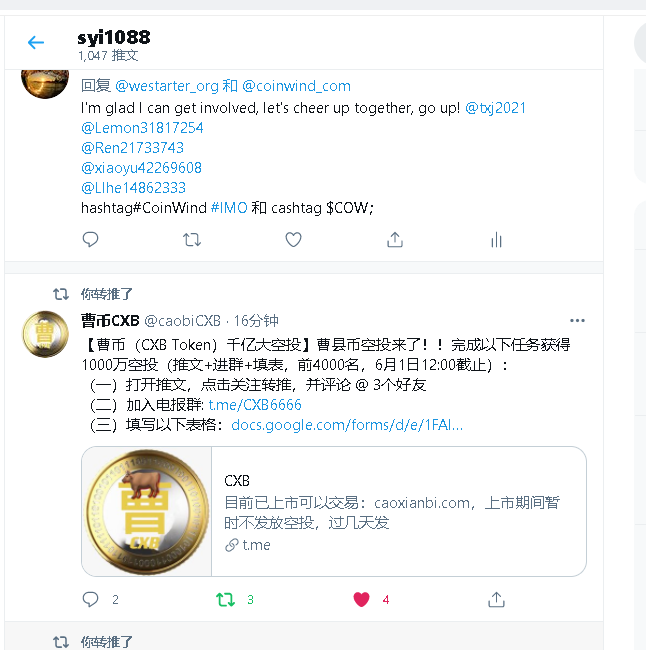 syi1088
1,047 推文
回复 @westarter_org 和 @coinwind_com
I'm glad I can get involved, let's cheer up together, go up! @txj2021
@Lemon31817254
@Ren21733743
@xiaoyu42269608
@LIhe14862333
hashtag#CoinWind #IMO 和 cashtag $COW；
你转推了
曹币CXB @caobiCXB · 16分钟
【曹币（CXB Token）千亿大空投】曹县币空投来了！！完成以下任务获得
1000万空投（推文+进群+填表，前4000名，6月1日12:00截止）：
（一）打开推文，点击关注转推，并评论 @ 3个好友
（二）加入电报群: t.me/CXB6666
（三）填写以下表格：docs.google.com/forms/d/e/1FAI...
曹
CXB
CXB
目前已上市可以交易：caoxianbi.com，上市期间暂
时不发放空投，过几天发
t.me
2 3 4
你转推了